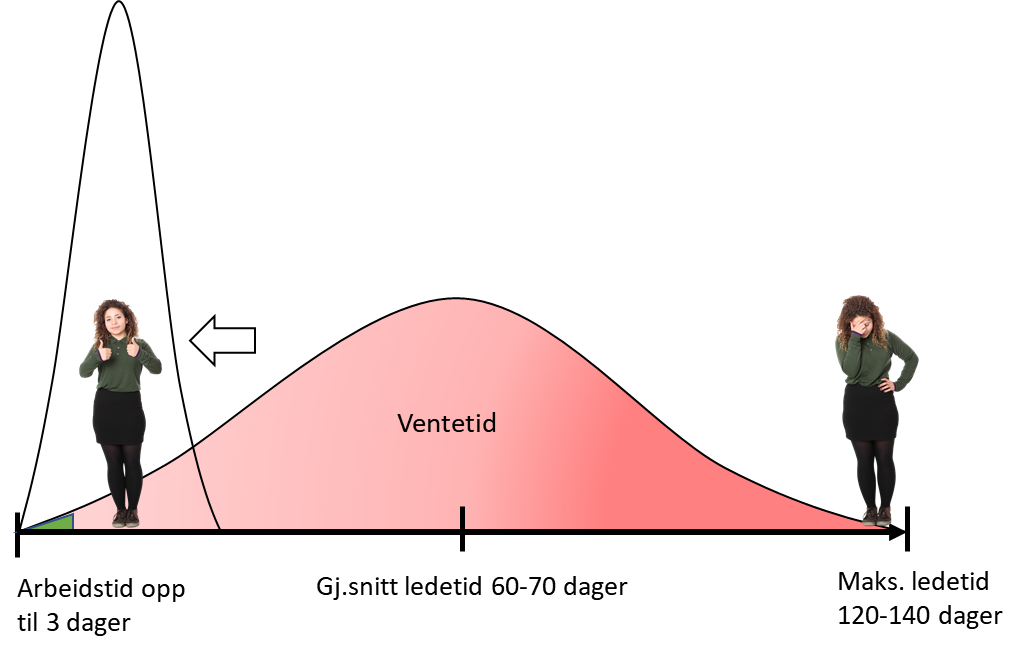 Ventetid
Arbeidstid opp
til 3 dager
Gj.snitt ledetid 60-70 dager
Maks. ledetid
120-140 dager